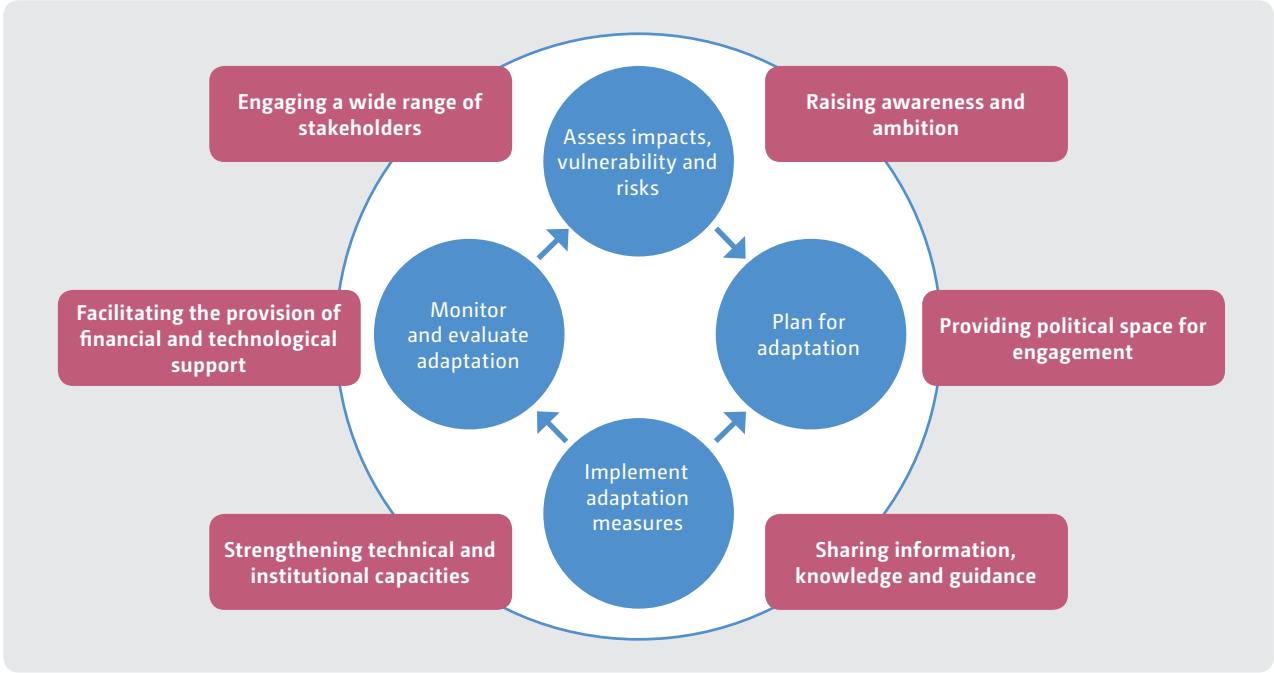 Engaging a wide range of
stakeholders
Assess impacts,
vulnerability and
risks
Raising awareness and
ambition
Facilitating the provision of
financial and technological
support
Monitor
and evaluate
adaptation
Plan for
adaptation
Providing political space for
engagement
Strengthening technical and
institutional capacities
Implement
adaptation
measures
Sharing information,
knowledge and guidance